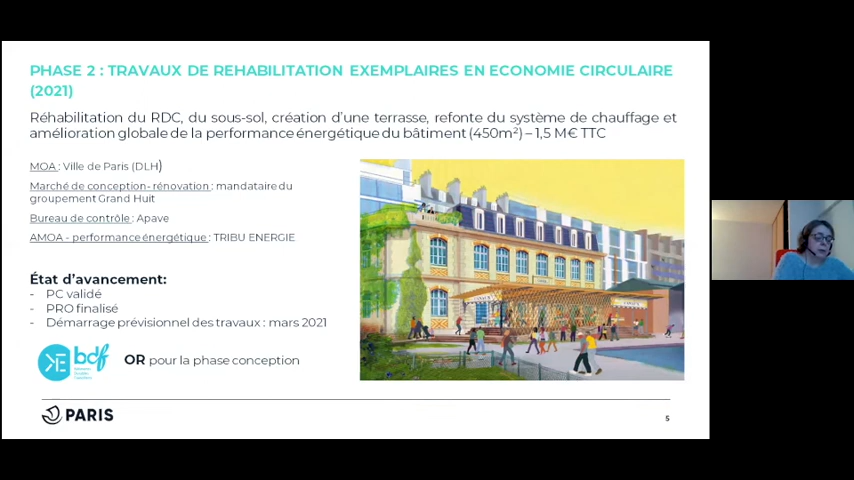 PHASE 2 : TRAVAUX DE REHABILITATION EXEMPLAIRES EN ECONOMIE CIRCULAIRE
(2021)
Réhabilitation du RDC, du sous-sol, création d'une terrasse, refonte du système de chauffage et
amélioration globale de la performance énergétique du bâtiment (450m²) – 1,5 M€ TTC
MOA : Ville de Paris (DLH)
Marché de conception- rénovation : mandataire du
groupement Grand Huit
Bureau de contrôle : Apave
AMOA - performance énergétique : TRIBU ENERGIE
État d'avancement:
- PC validé
- PRO finalisé
- Démarrage prévisionnel des travaux : mars 2021
bdf
OR pour la phase conception
PARIS
5